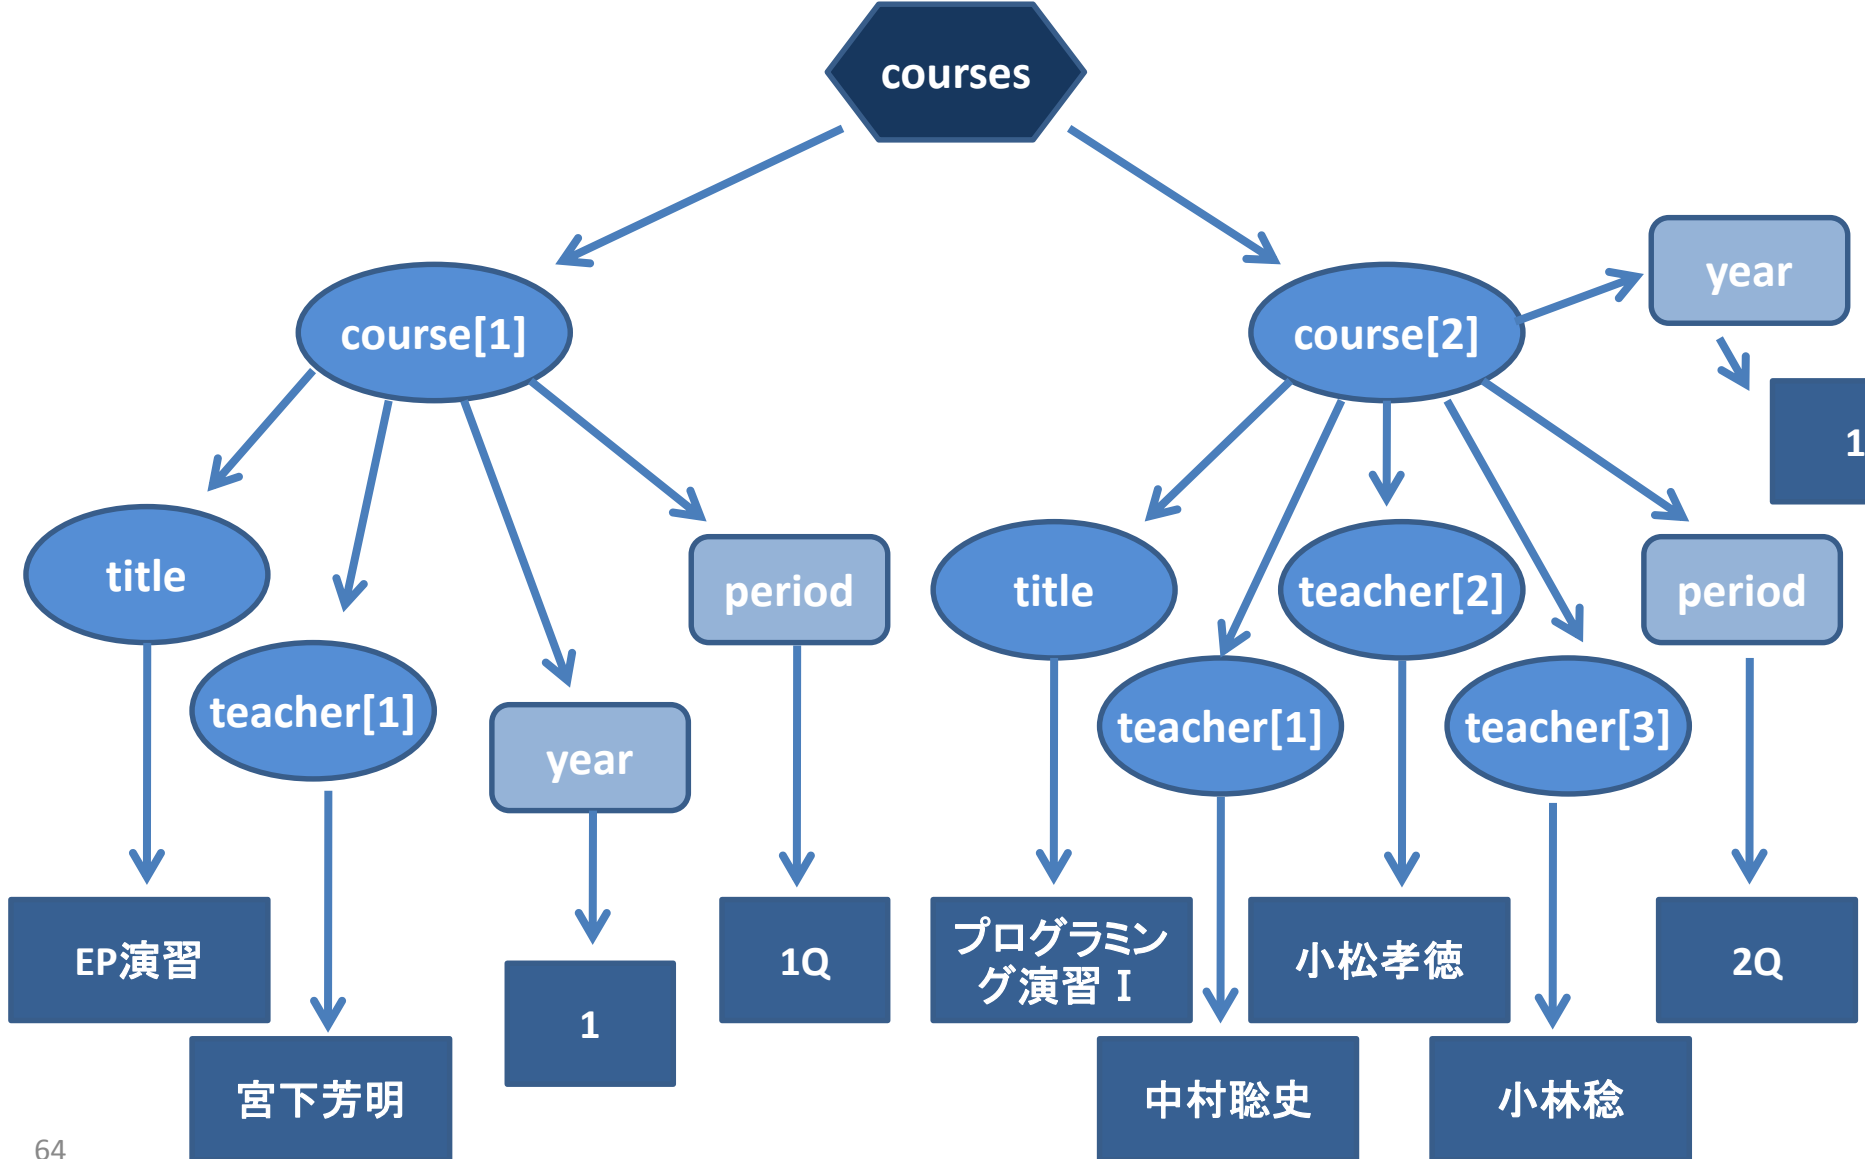 courses
course[1]
course[2]
year
1
title
teacher[1]
year
period
title
teacher[1]
teacher[2]
teacher[3]
period
EP演習
宮下芳明
1
1Q
プログラミン
グ演習Ⅰ
中村聡史
小松孝徳
小林稔
2Q
64